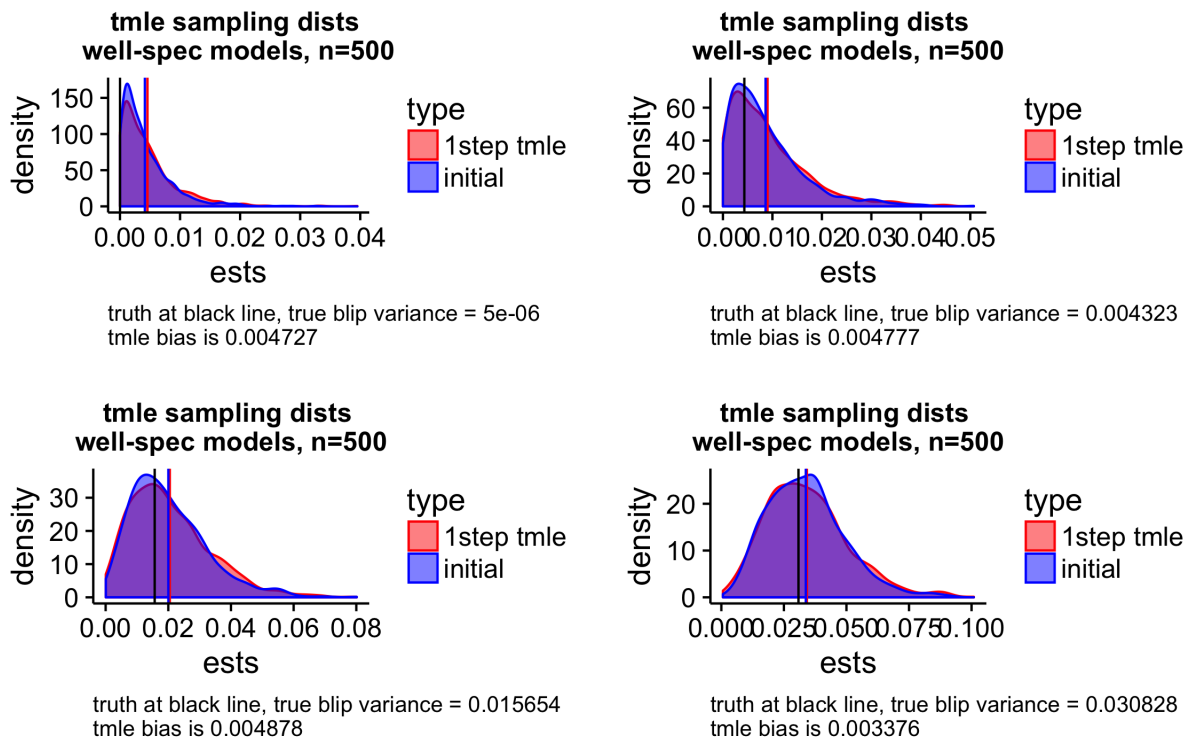 tmle sampling dists
well-spec models, n=500
density
150
100
50
0
0.00 0.01 0.02 0.03 0.04
ests
type
1step tmle
initial
truth at black line, true blip variance = 5e-06
tmle bias is 0.004727
tmle sampling dists
well-spec models, n=500
density
60
40
20
0
0.00 0.01 0.02 0.03 0.04 0.05
ests
type
1step tmle
initial
truth at black line, true blip variance = 0.004323
tmle bias is 0.004777
tmle sampling dists
well-spec models, n=500
density
30
20
10
0
0.00 0.02 0.04 0.06 0.08
ests
type
1step tmle
initial
truth at black line, true blip variance = 0.015654
tmle bias is 0.004878
tmle sampling dists
well-spec models, n=500
density
20
10
0
0.000 0.025 0.050 0.075 0.100
ests
type
1step tmle
initial
truth at black line, true blip variance = 0.030828
tmle bias is 0.003376